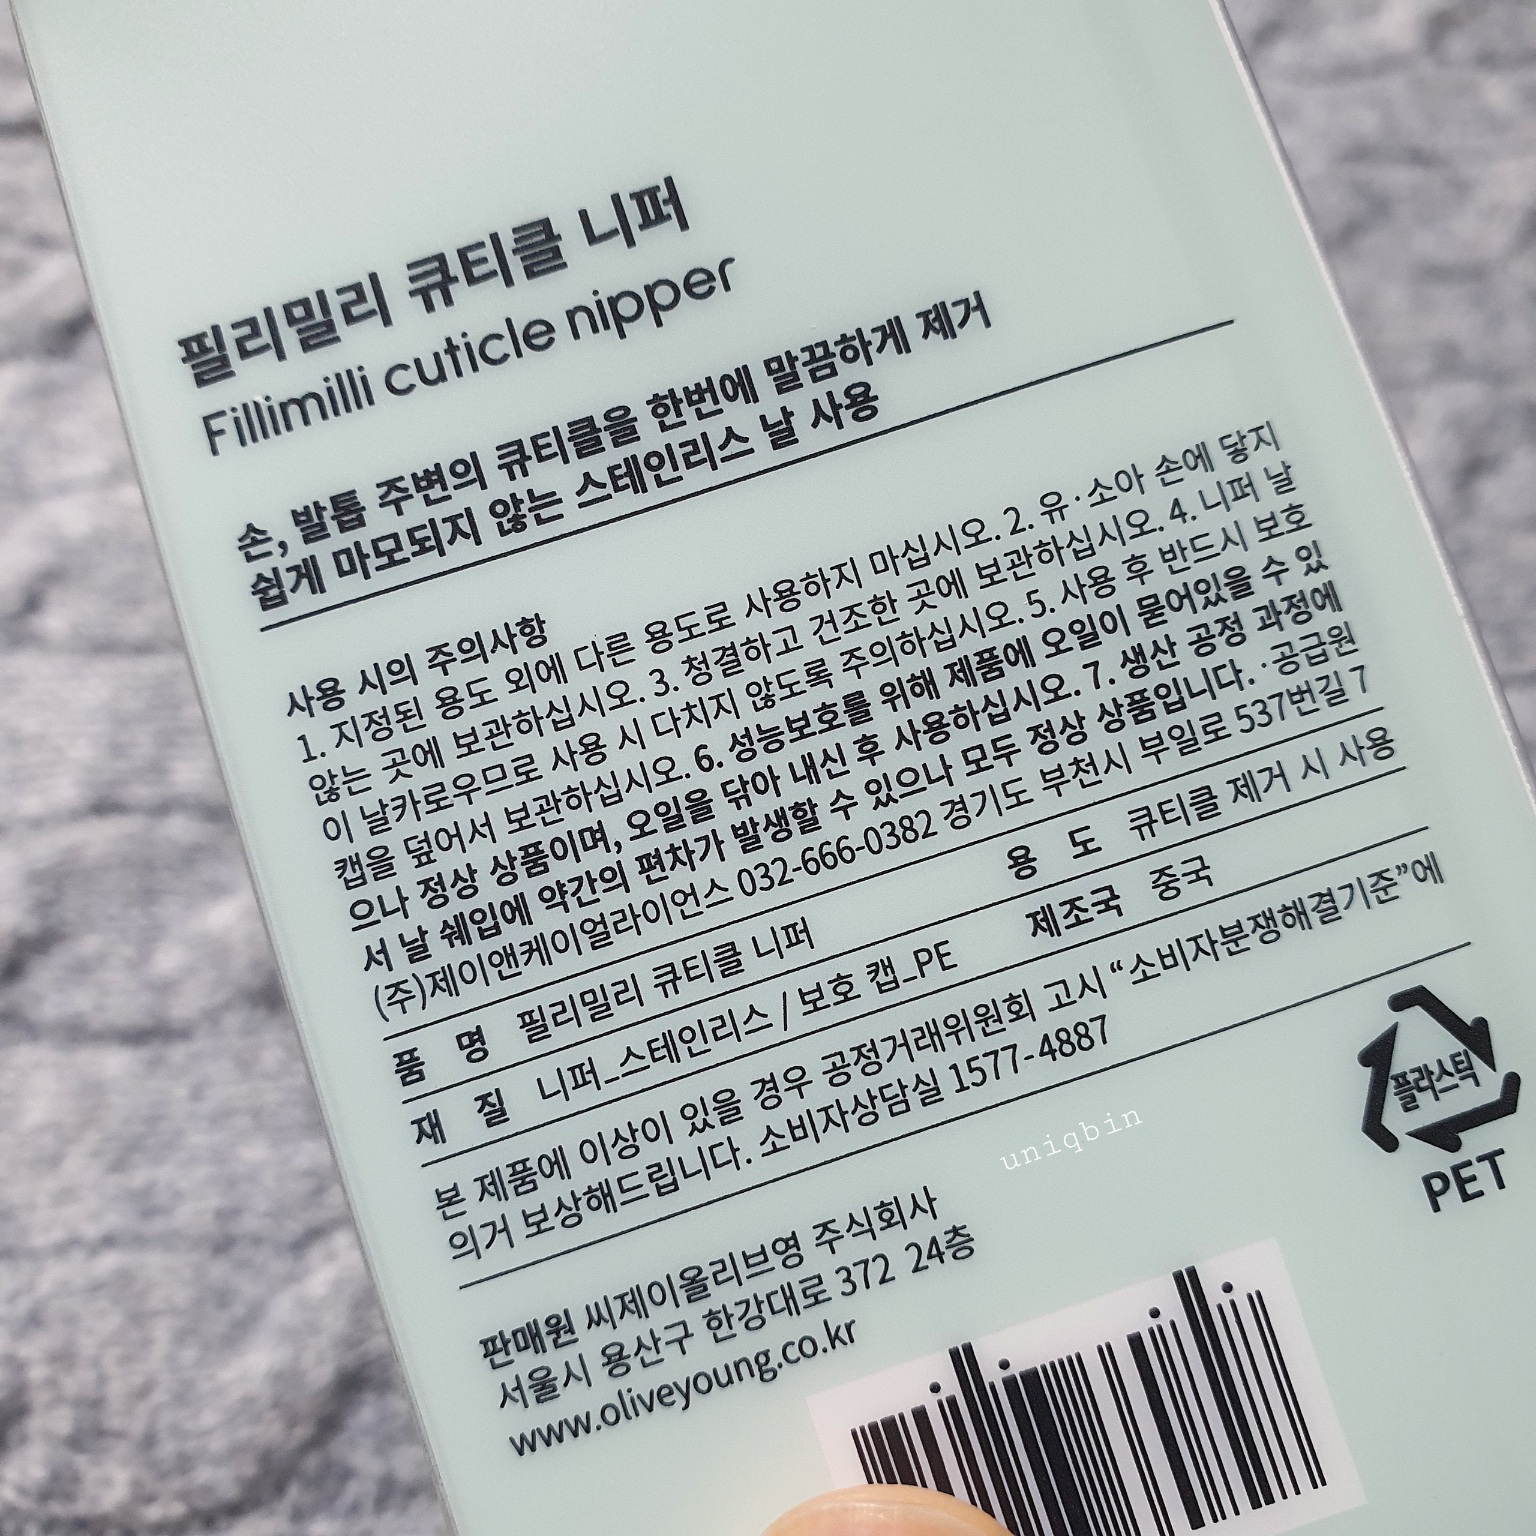 필리밀리 큐티클 니퍼
Fillimilli cuticle nipper
손, 발톱 주변의 큐티클을 한번에 말끔하게 제거
쉽게 마모되지 않는 스테인리스 날 사용
사용 시의 주의사항
1. 지정된 용도 외에 다른 용도로 사용하지 마십시오. 2. 유·소아 손에 닿지
않는 곳에 보관하십시오. 3. 청결하고 건조한 곳에 보관하십시오. 4. 니퍼 날
이 날카로우므로 사용 시 다치지 않도록 주의하십시오. 5. 사용 후 반드시 보호
캡을 덮어서 보관하십시오. 6. 성능보호를 위해 제품에 오일이 묻어있을 수 있
으나 정상 상품이며, 오일을 닦아 내신 후 사용하십시오. 7. 생산 공정 과정에
서 날 쉐입에 약간의 편차가 발생할 수 있으나 모두 정상 상품입니다. ·공급원
(주)제이앤케이얼라이언스 032-666-0382 경기도 부천시 부일로 537번길 7
품 명 필리밀리 큐티클 니퍼 용 도 큐티클 제거 시 사용
재 질 니퍼_스테인리스 / 보호 캡_PE 제조국 중국
본 제품에 이상이 있을 경우 공정거래위원회 고시 “소비자분쟁해결기준”에
의거 보상해드립니다. 소비자상담실 1577-4887
uniqbin
플라스틱
PET
판매원 씨제이올리브영 주식회사
서울시 용산구 한강대로 372 24층
www.oliveyoung.co.kr